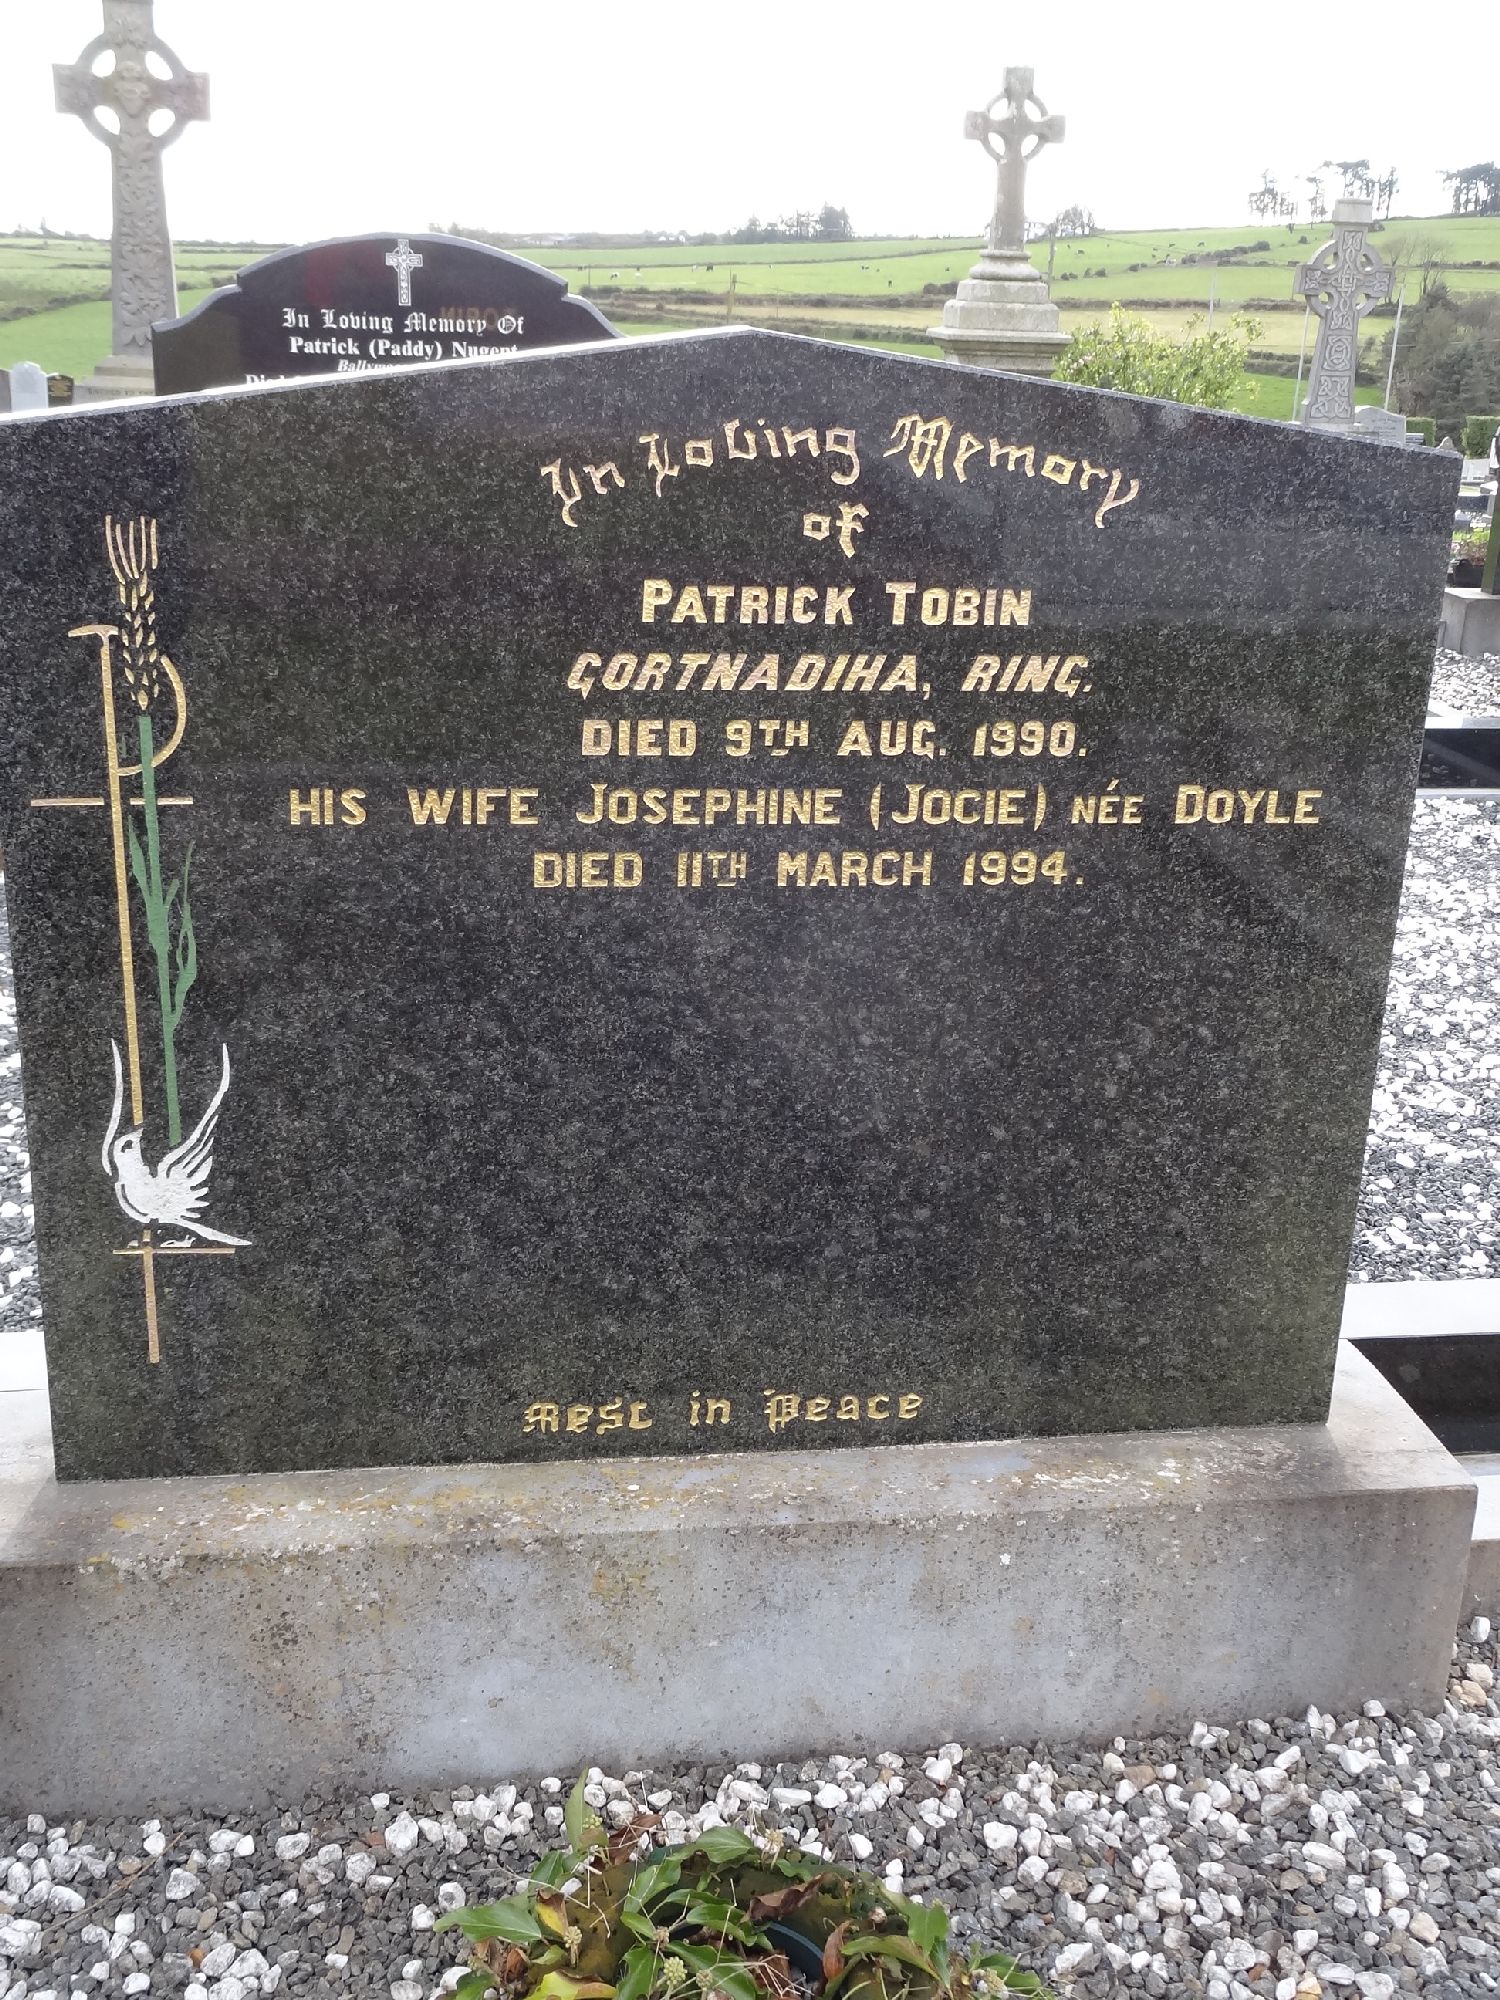 In Loving Memory Of
Patrick (Paddy) Nugent
In Loving Memory
of
PATRICK TOBIN
GORTNADIHA, RING.
DIED 9TH AUG. 1990.
HIS WIFE JOSEPHINE (JOCIE) NÉE DOYLE
DIED 11TH MARCH 1994.
Rest in Peace